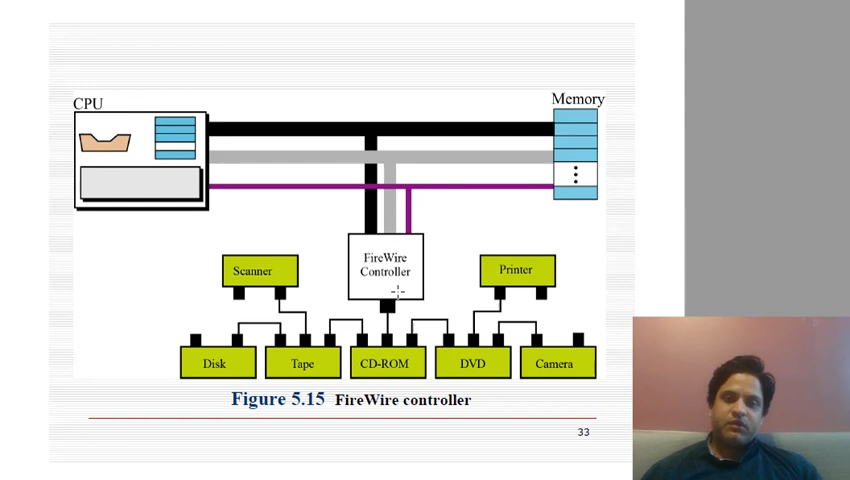 CPU
Memory
FireWire
Controller
Scanner
Printer
Disk
Tape
CD-ROM
DVD
Camera
Figure 5.15 FireWire controller
33